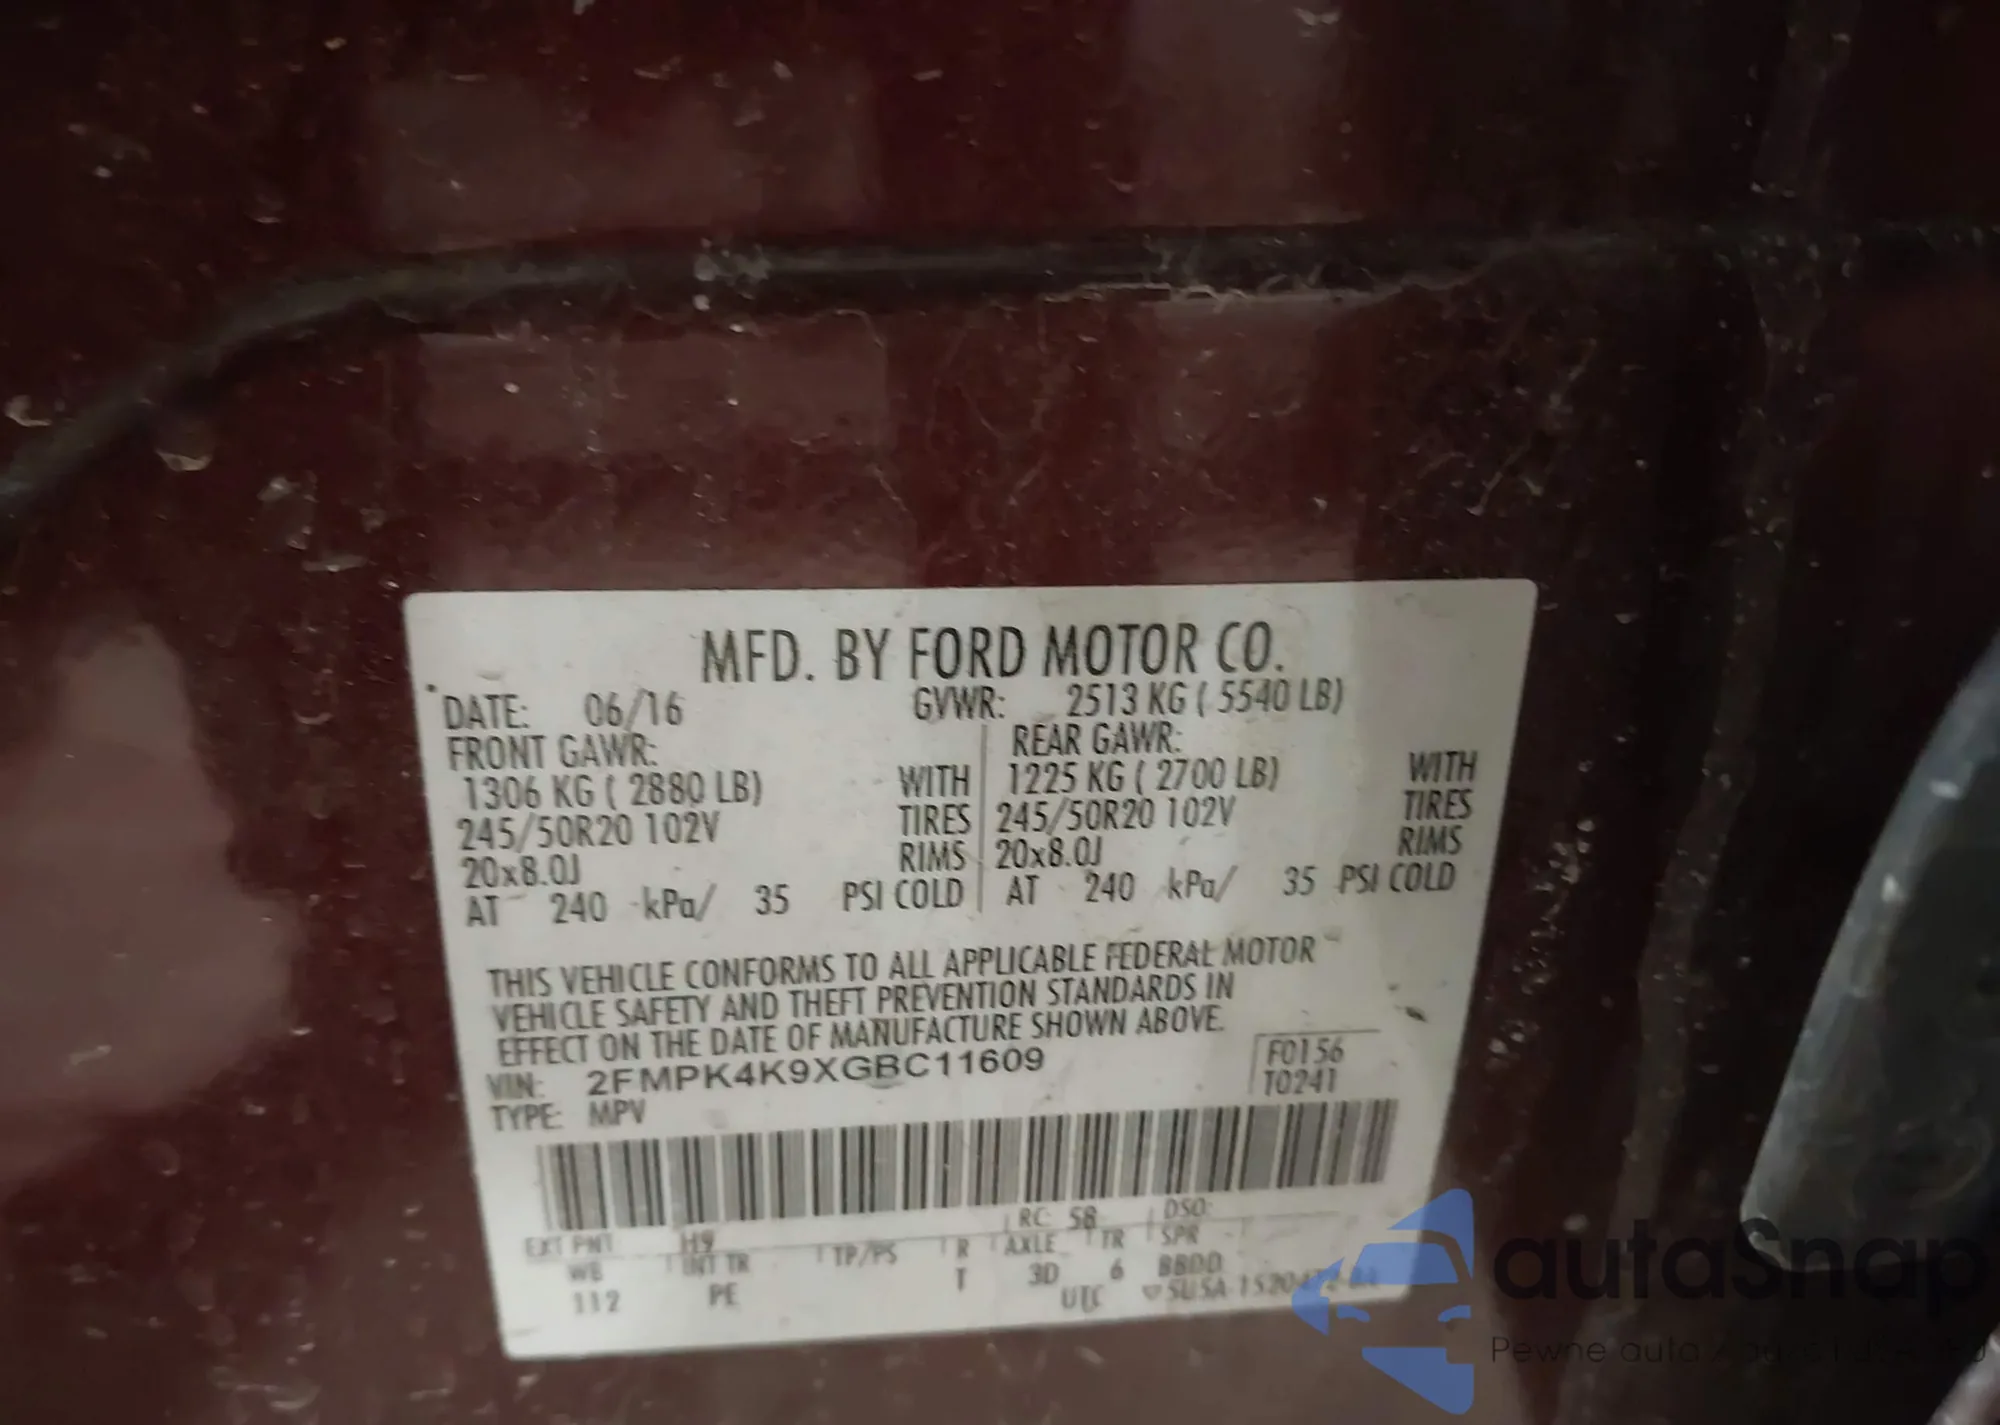 MFD. BY FORD MOTOR CO.
DATE: 06/16 GVWR: 2513 KG ( 5540 LB)
FRONT GAWR: REAR GAWR:
1306 KG ( 2880 LB) WITH 1225 KG ( 2700 LB) WITH
245/50R20 102V TIRES 245/50R20 102V TIRES
20x8.0J RIMS 20x8.0J RIMS
AT 240 kPa/ 35 PSI COLD AT 240 kPa/ 35 PSI COLD
THIS VEHICLE CONFORMS TO ALL APPLICABLE FEDERAL MOTOR
VEHICLE SAFETY AND THEFT PREVENTION STANDARDS IN
EFFECT ON THE DATE OF MANUFACTURE SHOWN ABOVE.
VIN: 2FMPK4K9XGBC11609 F0156
TYPE: MPV T0241
RC: 58 DSO:
EXT PNT H9
WB INT TR TP/PS R AXLE TR SPR
112 PE T 3D 6 BBDD
UTC
autaSnap
Pewne auto z